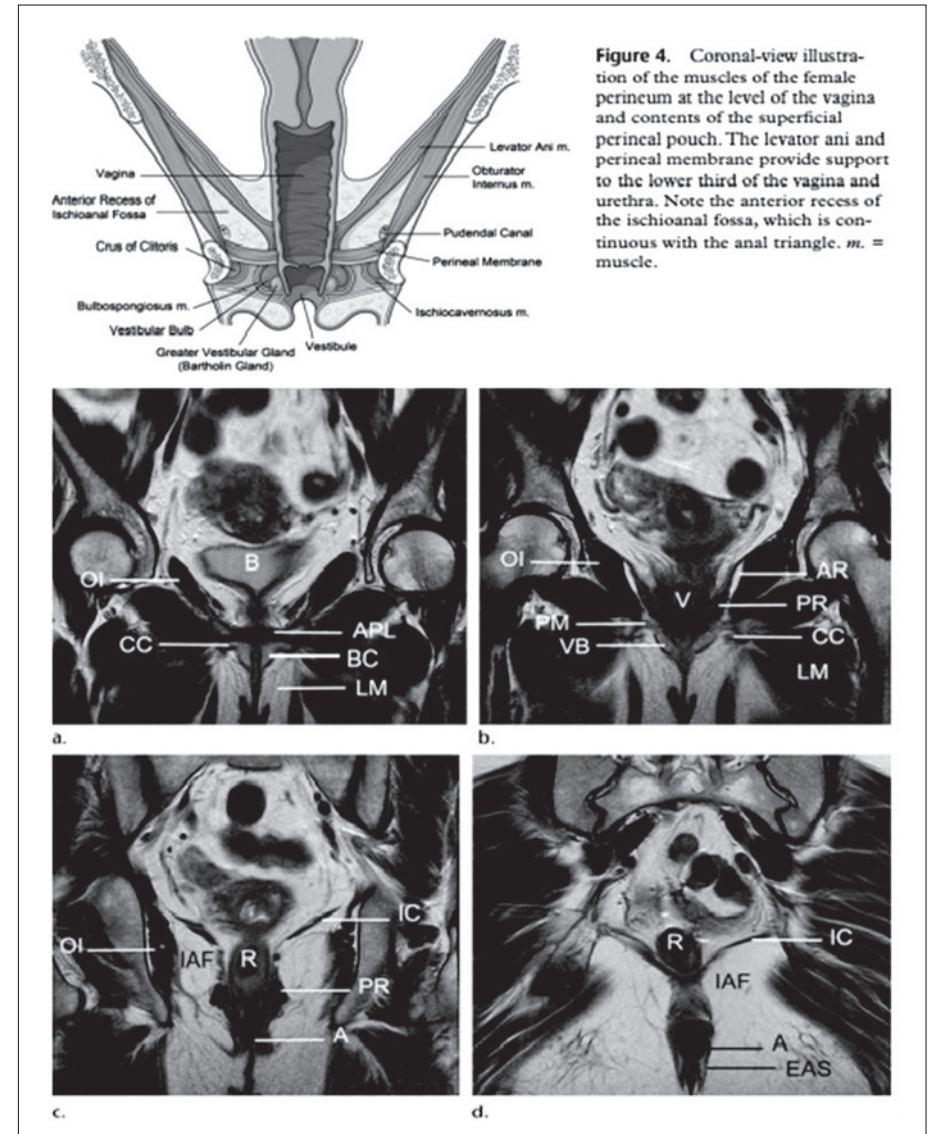 Figure 4. Coronal-view illustra-
tion of the muscles of the female
perineum at the level of the vagina
and contents of the superficial
perineal pouch. The levator ani and
perineal membrane provide support
to the lower third of the vagina and
urethra. Note the anterior recess of
the ischioanal fossa, which is con-
tinuous with the anal triangle. m. =
muscle.
Levator Ani m.
Vagina
Obturator
Internus m.
Anterior Recess of
Ischioanal Fossa
Pudendal Canal
Crus of Clitoris
Perineal Membrane
Bulbospongiosus m.
Ischiocavernosus m.
Vestibular Bulb
Vestibule
Greater Vestibular Gland
(Bartholin Gland)
B
OI
APL
CC
BC
LM
a.
OI
AR
V
PR
PM
CC
VB
LM
b.
IC
OI
IAF
R
PR
A
c.
R
IC
IAF
A
EAS
d.